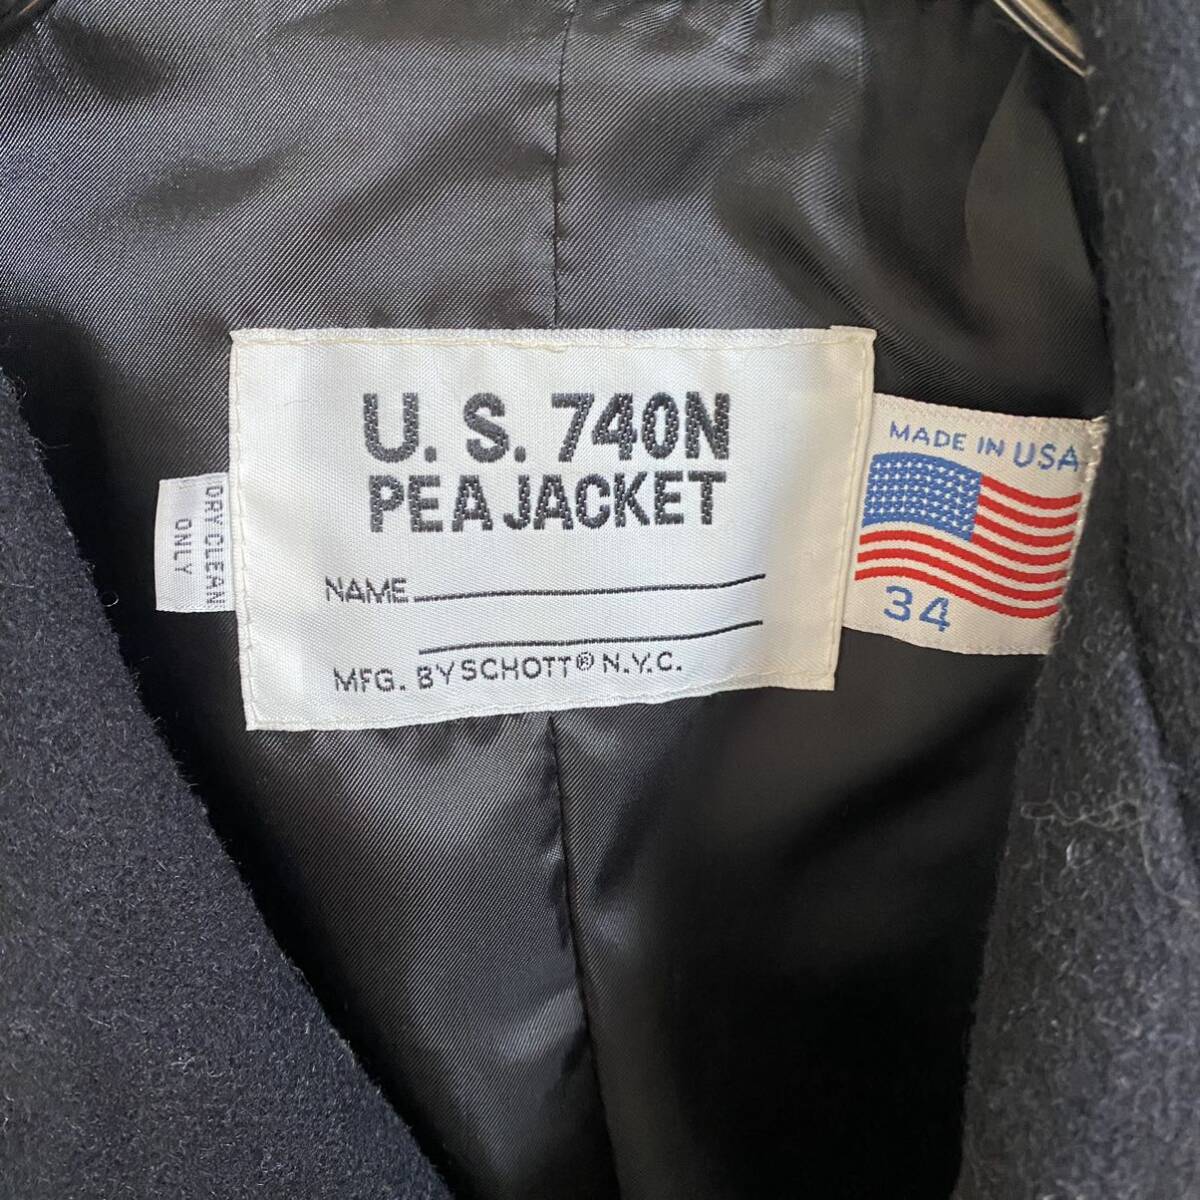 U. S. 740N
PEA JACKET
NAME
MFG. BY SCHOTT® N.Y.C.
DRY CLEAN
ONLY
MADE IN USA
34